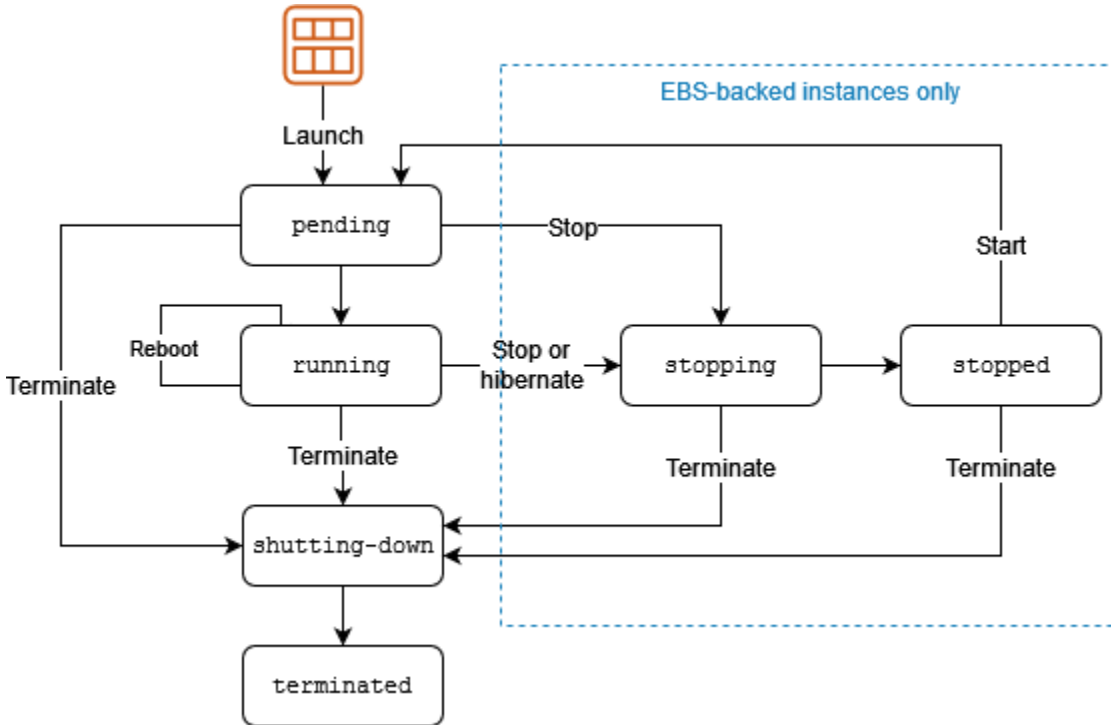 EBS-backed instances only
Launch
pending
Stop
Start
Reboot
running
Stop or
hibernate
stopping
stopped
Terminate
Terminate
Terminate
Terminate
shutting-down
terminated